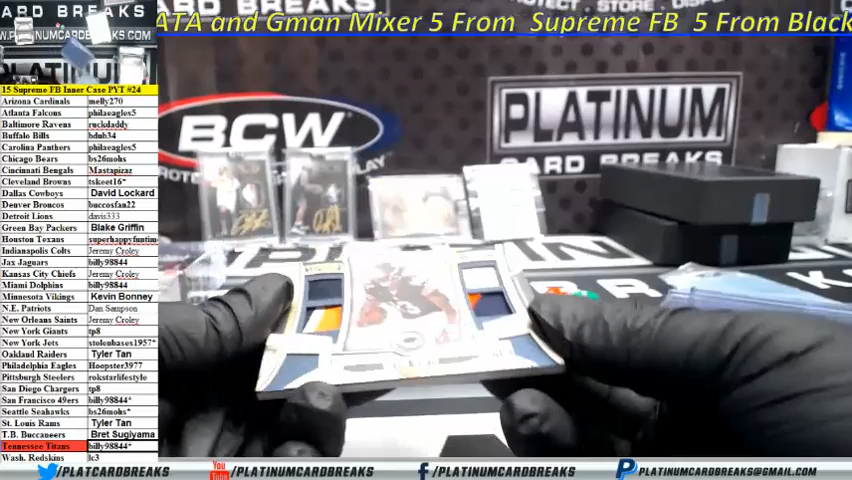 ATA and Gman Mixer 5 From Supreme FB 5 From Black
CARD BREAKS
PLATINUM
15 Supreme FB Inner Case PYT #24
Arizona Cardinals melly270
Atlanta Falcons philaeagles5
Baltimore Ravens ruckdaddy
Buffalo Bills bdub34
Carolina Panthers philaeagles5
Chicago Bears bs26mohs
Cincinnati Bengals Mastapizaz
Cleveland Browns tskeet16*
Dallas Cowboys David Lockard
Denver Broncos buccosfan22
Detroit Lions davis333
Green Bay Packers Blake Griffin
Houston Texans superhappyfuntim
Indianapolis Colts Jeremy Croley
Jax Jaguars billy98844
Kansas City Chiefs Jeremy Croley
Miami Dolphins billy98844
Minnesota Vikings Kevin Bonney
N.E. Patriots Dan Sampson
New Orleans Saints Jeremy Croley
New York Giants tp8
New York Jets stolenbases1957*
Oakland Raiders Tyler Tan
Philadelphia Eagles Hoopster3977
Pittsburgh Steelers rokstarlifestyle
San Diego Chargers tp8
San Francisco 49ers billy98844*
Seattle Seahawks bs26mohs*
St. Louis Rams Tyler Tan
T.B. Buccaneers Bret Sugiyama
Tennessee Titans billy98844*
Wash. Redskins lc3
BCW
PLATINUM
CARD BREAKS
/PLATCARDBREAKS
You Tube /PLATINUMCARDBREAKS
/PLATINUMCARDBREAKS
PLATINUMCARDBREAKS@GMAIL.COM